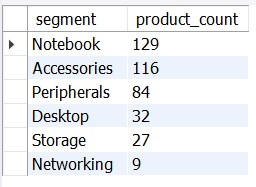 segment product_count
Notebook 129
Accessories 116
Peripherals 84
Desktop 32
Storage 27
Networking 9